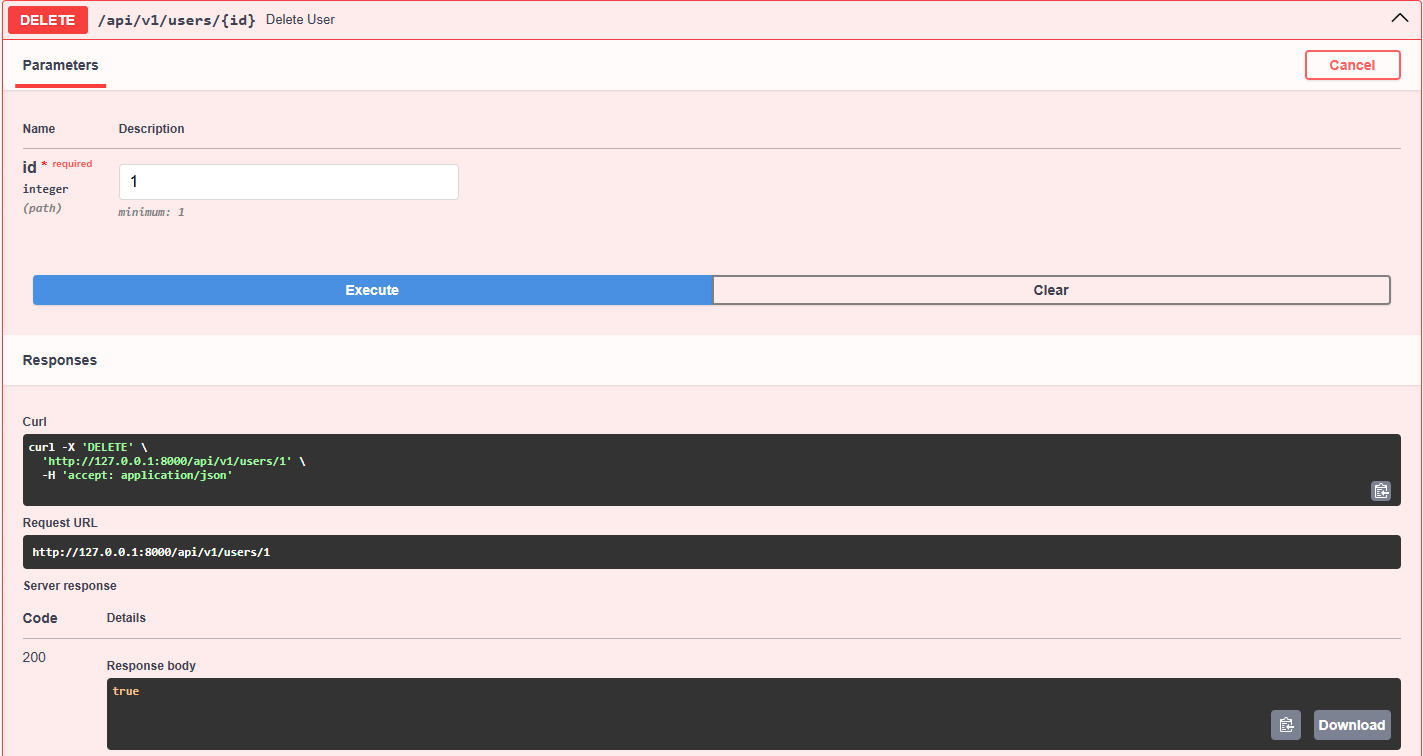 DELETE /api/v1/users/{id} Delete User
Parameters
Cancel
Name Description
id * required
integer
(path)
1
minimum: 1
Execute
Clear
Responses
Curl
curl -X 'DELETE' \
'http://127.0.0.1:8000/api/v1/users/1' \
-H 'accept: application/json'
Request URL
http://127.0.0.1:8000/api/v1/users/1
Server response
Code Details
200
Response body
true
Download